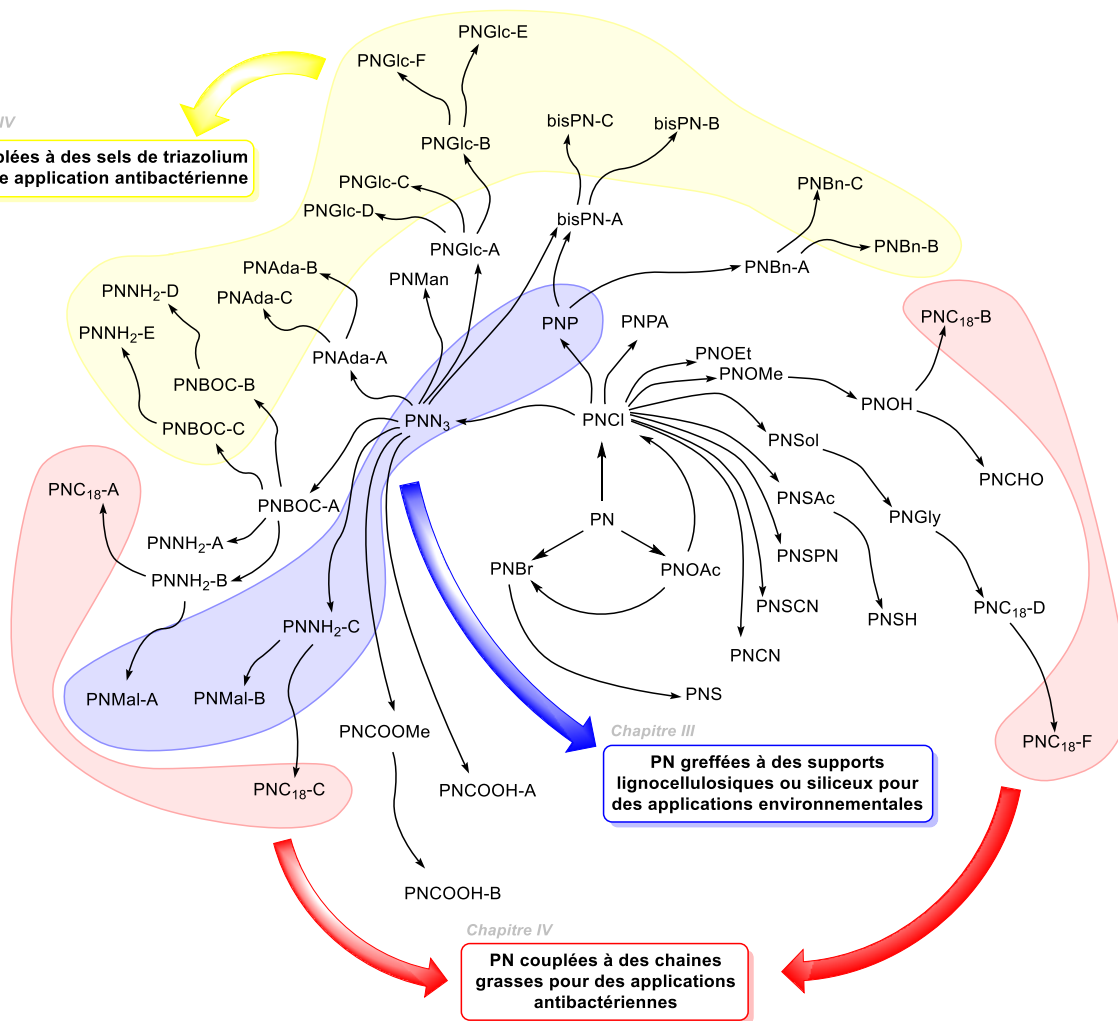 PNGlc-E
PNGlc-F
IV
bisPN-C
bisPN-B
PNGlc-B
à des sels de triazolium
application antibactérienne
PNGlc-C
PNBn-C
PNGlc-D
bisPN-A
PNGlc-A
PNBn-B
PNAda-B
PNBn-A
PNMan
PNNH2-D
PNAda-C
PNC18-B
PNP
PNPA
PNNH2-E
PNAda-A
PNOEt
PNOMe
PNBOC-B
PNOH
PNN3
PNCl
PNBOC-C
PNSol
PNCHO
PNC18-A
PNSAc
PNBOC-A
PNGly
PN
PNNH2-A
PNSPN
PNBr
PNOAc
PNNH2-B
PNSCN
PNC18-D
PNSH
PNNH2-C
PNCN
PNMal-A
PNMal-B
PNS
PNCOOMe
Chapitre III
PNC18-F
PN greffées à des supports
lignocellulosiques ou siliceux pour
des applications environnementales
PNC18-C
PNCOOH-A
PNCOOH-B
Chapitre IV
PN couplées à des chaines
grasses pour des applications
antibactériennes